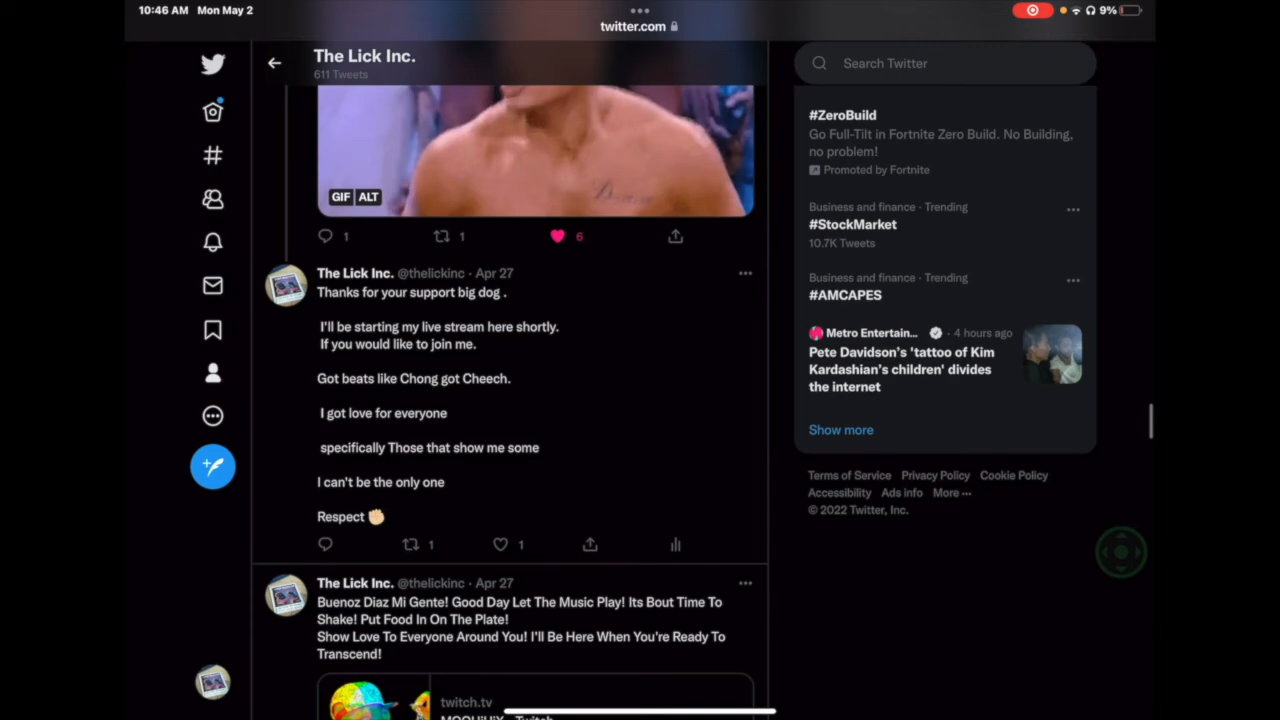 10:46 AM Mon May 2
twitter.com
9%
The Lick Inc.
611 Tweets
GIF ALT
1 1 6
The Lick Inc. @thelickinc · Apr 27
Thanks for your support big dog .
I'll be starting my live stream here shortly.
If you would like to join me.
Got beats like Chong got Cheech.
I got love for everyone
specifically Those that show me some
I can't be the only one
Respect ✊🏻
1 1
The Lick Inc. @thelickinc · Apr 27
Buenoz Diaz Mi Gente! Good Day Let The Music Play! Its Bout Time To
Shake! Put Food In On The Plate!
Show Love To Everyone Around You! I'll Be Here When You're Ready To
Transcend!
twitch.tv
Search Twitter
#ZeroBuild
Go Full-Tilt in Fortnite Zero Build. No Building,
no problem!
Promoted by Fortnite
Business and finance · Trending
#StockMarket
10.7K Tweets
Business and finance · Trending
#AMCAPES
Metro Entertain... · 4 hours ago
Pete Davidson's 'tattoo of Kim
Kardashian's children' divides
the internet
Show more
Terms of Service Privacy Policy Cookie Policy
Accessibility Ads info More ···
© 2022 Twitter, Inc.